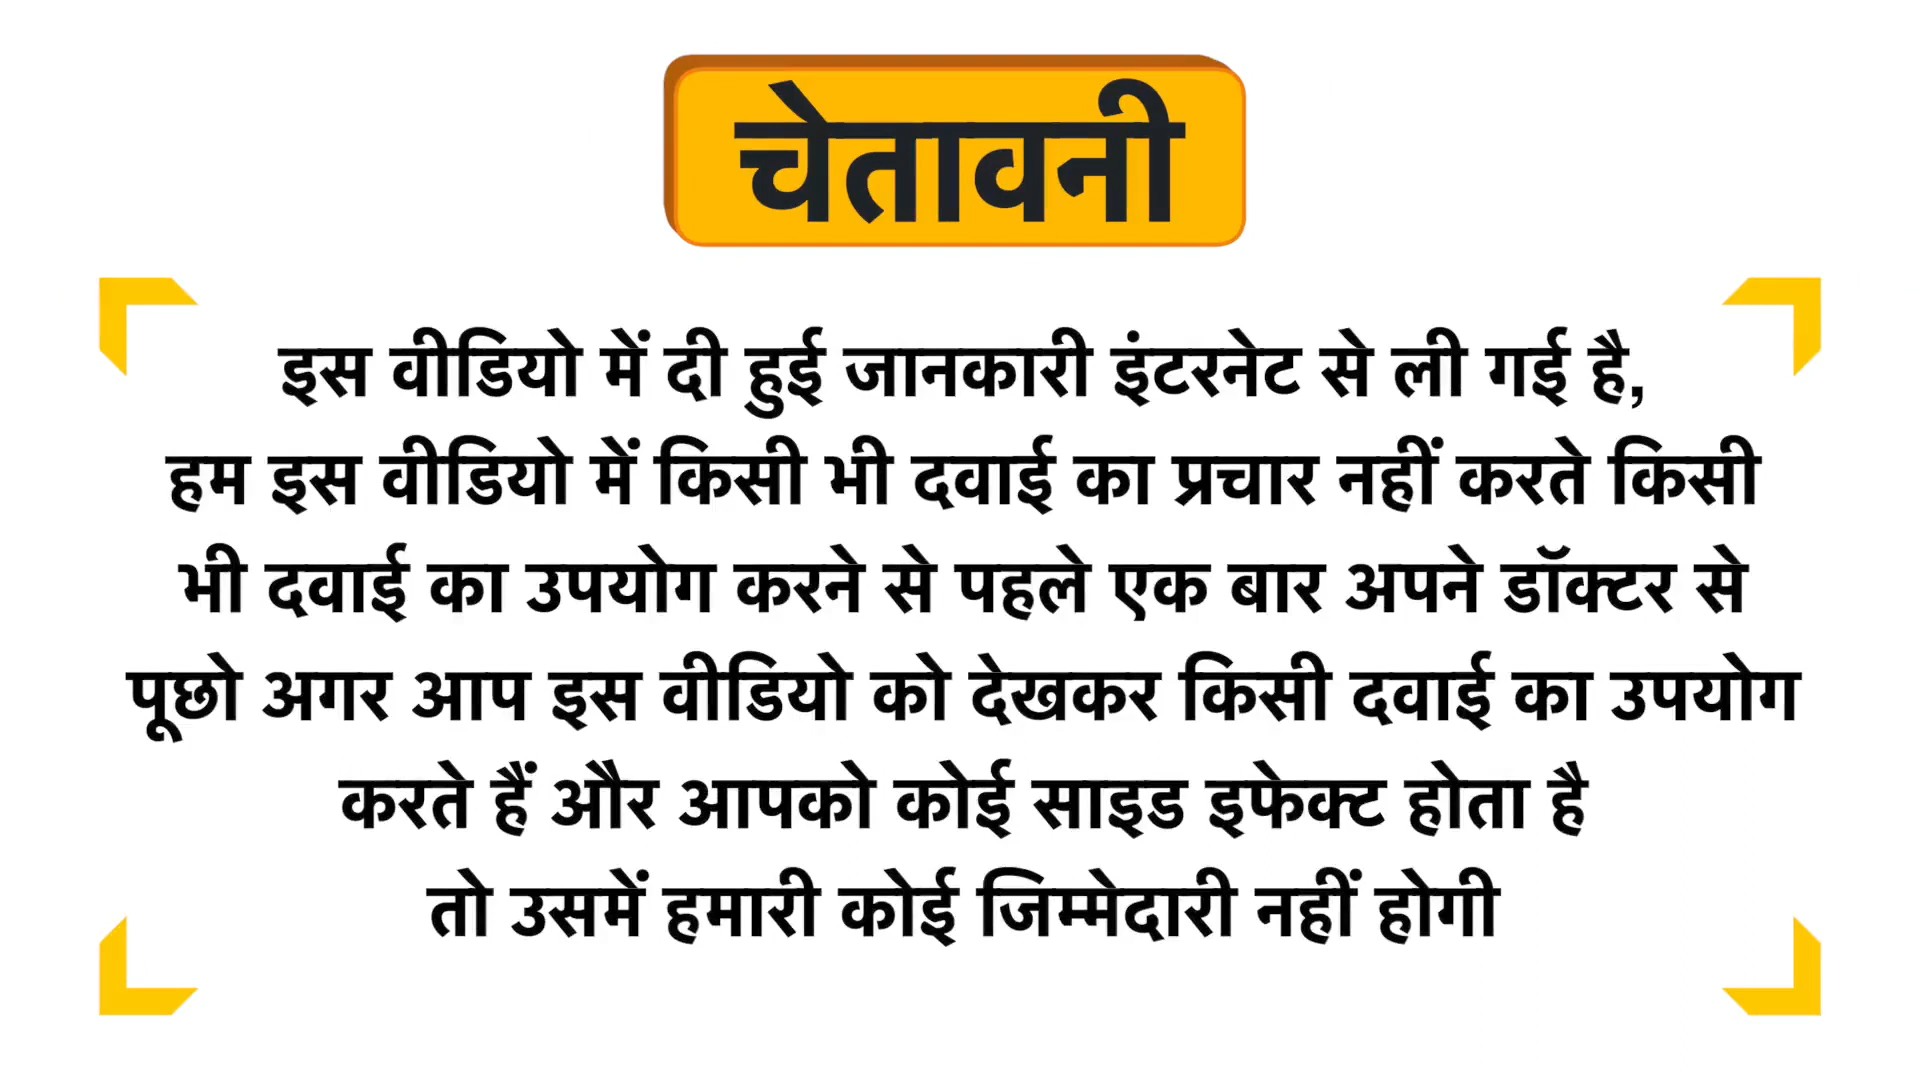 चेतावनी
इस वीडियो में दी हुई जानकारी इंटरनेट से ली गई है,
हम इस वीडियो में किसी भी दवाई का प्रचार नहीं करते किसी
भी दवाई का उपयोग करने से पहले एक बार अपने डॉक्टर से
पूछो अगर आप इस वीडियो को देखकर किसी दवाई का उपयोग
करते हैं और आपको कोई साइड इफेक्ट होता है
तो उसमें हमारी कोई जिम्मेदारी नहीं होगी